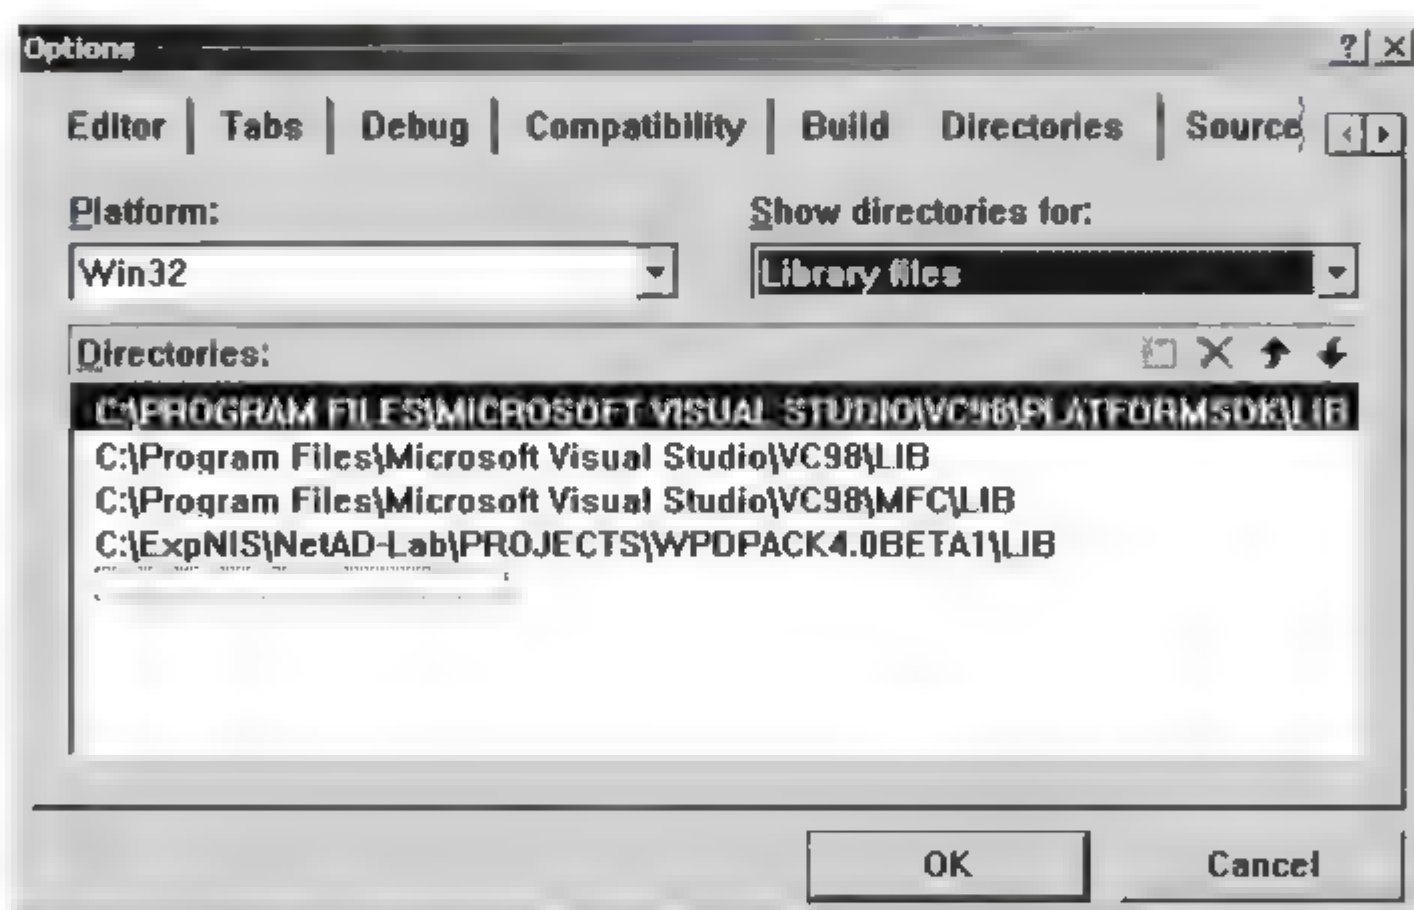 Options ? ×
Editor Tabs Debug Compatibility Build Directories Source
Platform: Show directories for:
Win32 Library files
Directories:
C:\PROGRAM FILES\MICROSOFT VISUAL STUDIO\VC98\PLATFORMSDK\LIB
C:\Program Files\Microsoft Visual Studio\VC98\LIB
C:\Program Files\Microsoft Visual Studio\VC98\MFC\LIB
C:\ExpNIS\NetAD-Lab\PROJECTS\WPDPACK4.0BETA1\LIB
OK Cancel